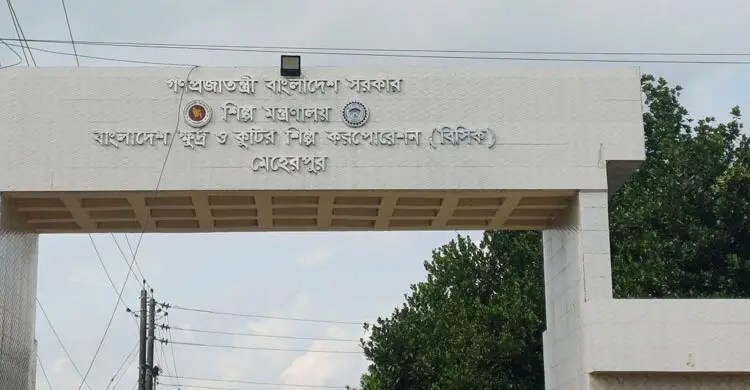 গণপ্রজাতন্ত্রী বাংলাদেশ সরকার
শিল্প মন্ত্রণালয়
বাংলাদেশ ক্ষুদ্র ও কুটির শিল্প করপোরেশন (বিসিক)
মেহেরপুর